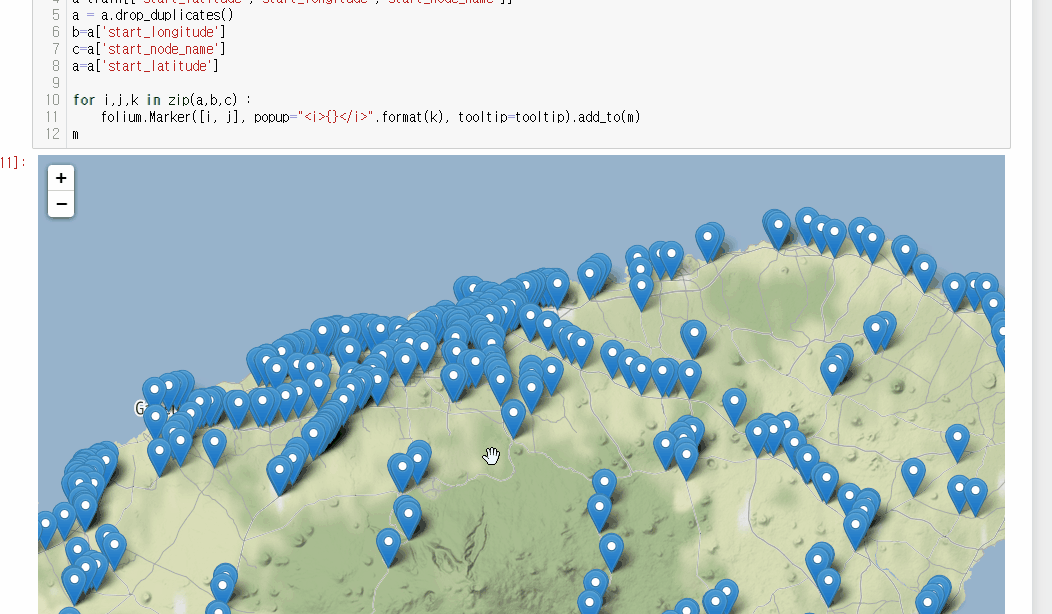 4 a=train[['start_latitude','start_longitude','start_node_name']]
5 a = a.drop_duplicates()
6 b=a['start_longitude']
7 c=a['start_node_name']
8 a=a['start_latitude']
9
10 for i,j,k in zip(a,b,c) :
11     folium.Marker([i, j], popup="<i>{}</i>".format(k), tooltip=tooltip).add_to(m)
12 m
11]:
+
−